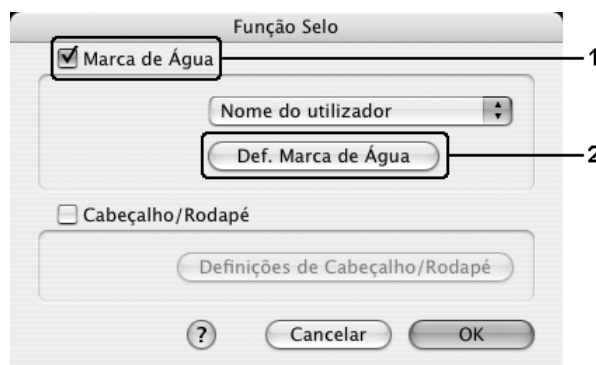 Função Selo
Marca de Água
1
Nome do utilizador
Def. Marca de Água
2
Cabeçalho/Rodapé
Definições de Cabeçalho/Rodapé
?
Cancelar
OK